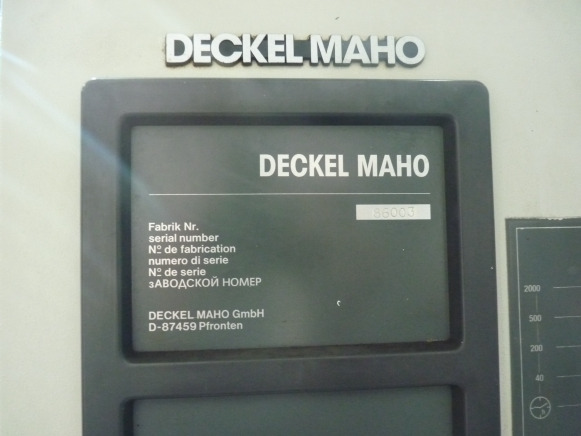 DECKEL MAHO
DECKEL MAHO
Fabrik Nr.
serial number
Nº de fabrication
numero di serie
Nº de serie
зАВОДСКОЙ НОМЕР
DECKEL MAHO GmbH
D-87459 Pfronten
2000
500
200
40